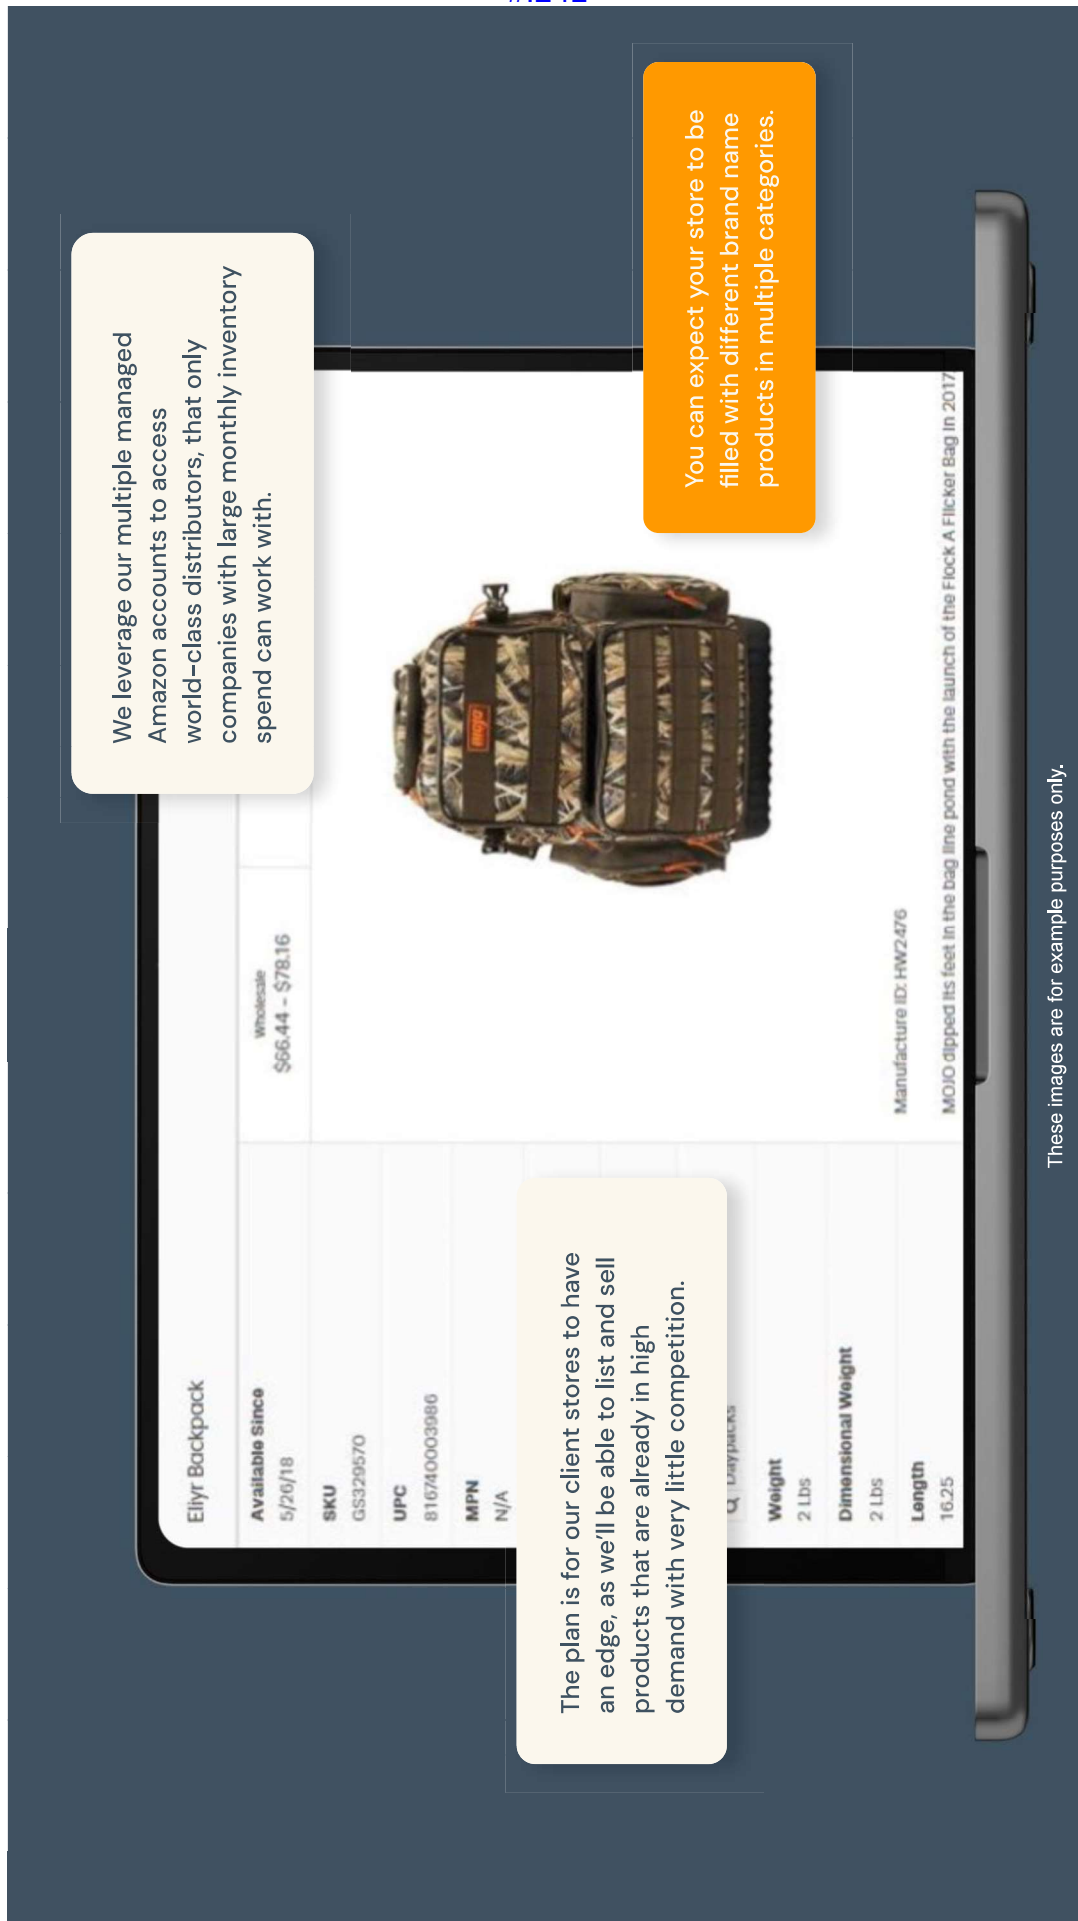 We leverage our multiple managed
Amazon accounts to access
world-class distributors, that only
companies with large monthly inventory
spend can work with.
Eliyr Backpack
Wholesale
$66.44 - $78.16
Available Since
5/26/18
SKU
GS329570
UPC
816740003986
MPN
N/A
Daypacks
Weight
2 Lbs
Dimensional Weight
2 Lbs
Length
16.25
mojo
Manufacture ID: HW2476
MOJO dipped its feet in the bag line pond with the launch of the Flock A Flicker Bag in 2017.
The plan is for our client stores to have
an edge, as we'll be able to list and sell
products that are already in high
demand with very little competition.
You can expect your store to be
filled with different brand name
products in multiple categories.
These images are for example purposes only.